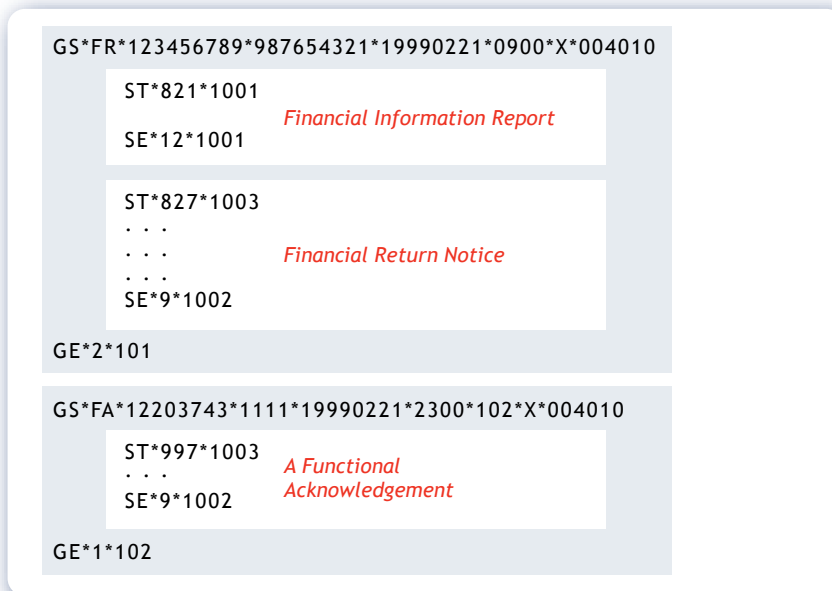 GS*FR*123456789*987654321*19990221*0900*X*004010
ST*821*1001
Financial Information Report
SE*12*1001
ST*827*1003
. . .
. . .
Financial Return Notice
. . .
SE*9*1002
GE*2*101
GS*FA*12203743*1111*19990221*2300*102*X*004010
ST*997*1003
A Functional
. . .
Acknowledgement
SE*9*1002
GE*1*102